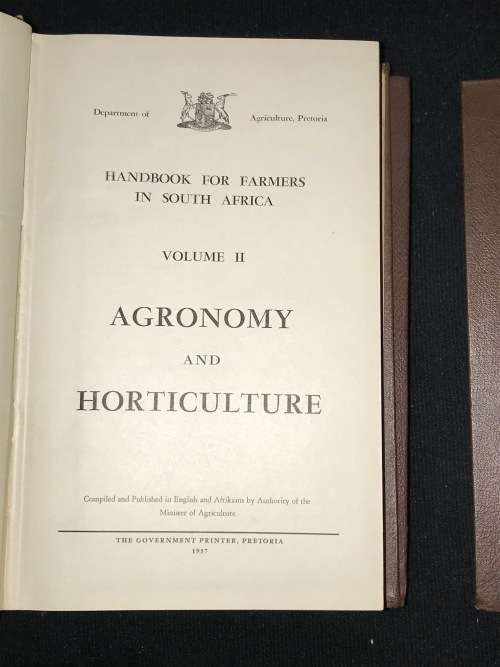 Department of Agriculture, Pretoria
HANDBOOK FOR FARMERS
IN SOUTH AFRICA
VOLUME II
AGRONOMY
AND
HORTICULTURE
Compiled and Published in English and Afrikaans by Authority of the
Minister of Agriculture
THE GOVERNMENT PRINTER, PRETORIA
1957